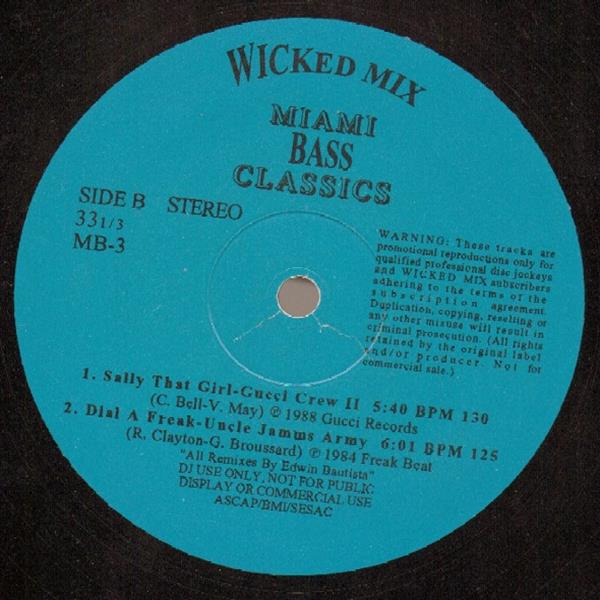 WICKED MIX
MIAMI
BASS
CLASSICS
SIDE B STEREO
33 1/3
MB-3
WARNING: These tracks are
promotional reproductions only for
qualified professional disc jockeys
and WICKED MIX subscribers
adhering to the terms of the
subscription agreement.
Duplication, copying, reselling or
any other misuse will result in
criminal prosecution. (All rights
retained by the original label
and/or producer. Not for
commercial sale.)
1. Sally That Girl-Gucci Crew II 5:40 BPM 130
(C. Bell-V. May) ℗ 1988 Gucci Records
2. Dial A Freak-Uncle Jamms Army 6:01 BPM 125
(R. Clayton-G. Broussard) ℗ 1984 Freak Beat
"All Remixes By Edwin Bautista"
DJ USE ONLY, NOT FOR PUBLIC
DISPLAY OR COMMERCIAL USE
ASCAP/BMI/SESAC